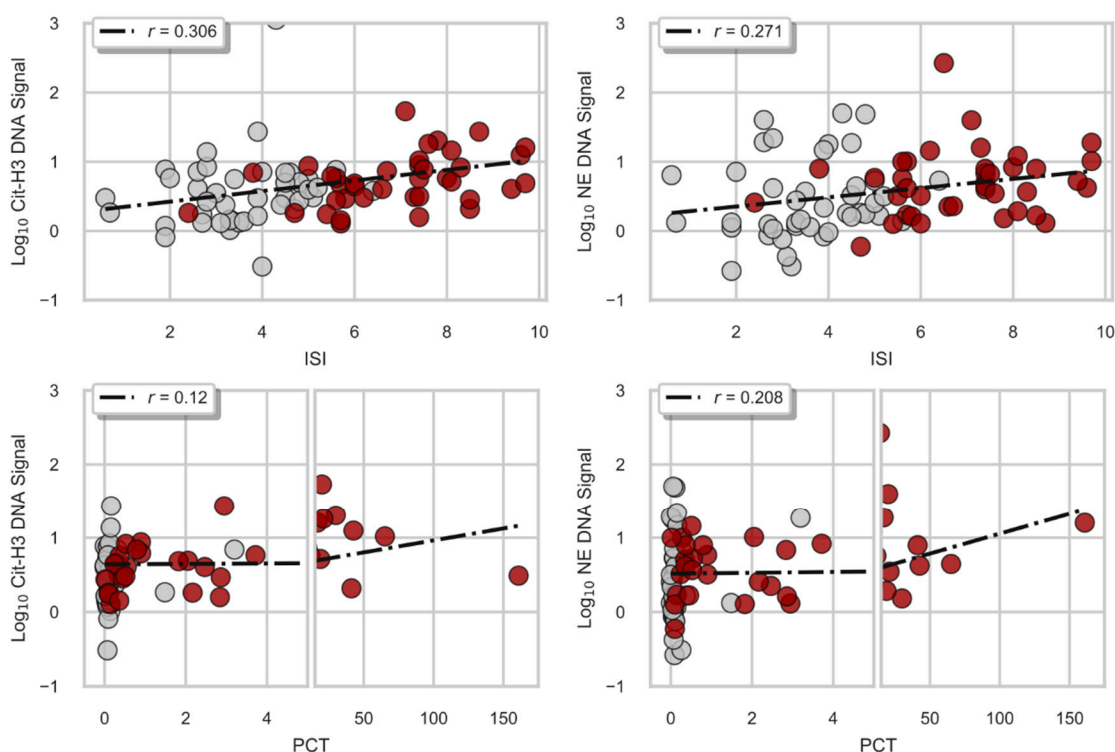 r = 0.306
3
2
1
0
−1
Log₁₀ Cit-H3 DNA Signal
2 4 6 8 10
ISI
r = 0.271
3
2
1
0
−1
Log₁₀ NE DNA Signal
2 4 6 8 10
ISI
r = 0.12
3
2
1
0
−1
Log₁₀ Cit-H3 DNA Signal
0 2 4 50 100 150
PCT
r = 0.208
3
2
1
0
−1
Log₁₀ NE DNA Signal
0 2 4 50 100 150
PCT